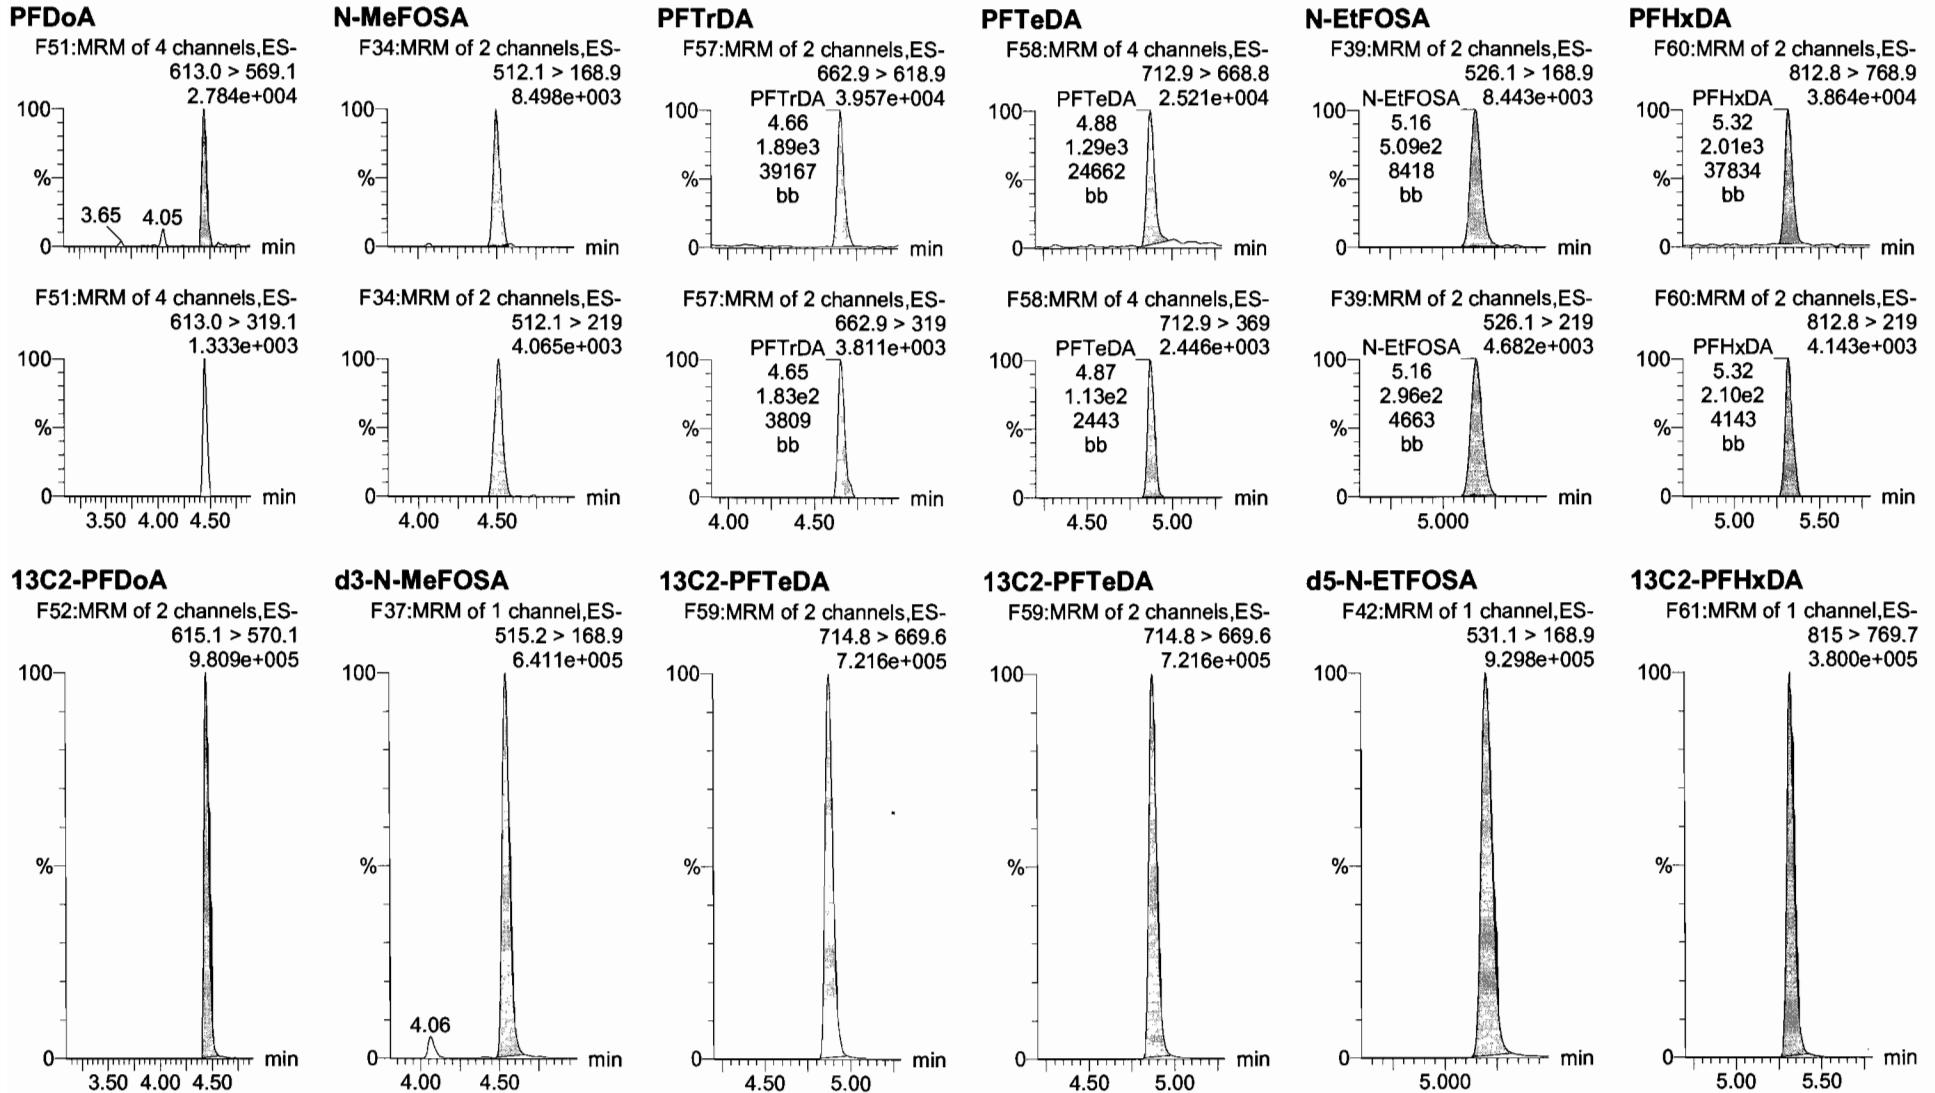 PFDoA
F51:MRM of 4 channels,ES-
613.0 > 569.1
2.784e+004
100
%
0
3.65
4.05
min
F51:MRM of 4 channels,ES-
613.0 > 319.1
1.333e+003
100
%
0
min
3.50 4.00 4.50
N-MeFOSA
F34:MRM of 2 channels,ES-
512.1 > 168.9
8.498e+003
100
%
0
min
F34:MRM of 2 channels,ES-
512.1 > 219
4.065e+003
100
%
0
min
4.00 4.50
PFTrDA
F57:MRM of 2 channels,ES-
662.9 > 618.9
PFTrDA 3.957e+004
100
4.66
1.89e3
39167
bb
%
0
min
F57:MRM of 2 channels,ES-
662.9 > 319
PFTrDA 3.811e+003
100
4.65
1.83e2
3809
bb
%
0
min
4.00 4.50
PFTeDA
F58:MRM of 4 channels,ES-
712.9 > 668.8
PFTeDA 2.521e+004
100
4.88
1.29e3
24662
bb
%
0
min
F58:MRM of 4 channels,ES-
712.9 > 369
PFTeDA 2.446e+003
100
4.87
1.13e2
2443
bb
%
0
min
4.50 5.00
N-EtFOSA
F39:MRM of 2 channels,ES-
526.1 > 168.9
N-EtFOSA 8.443e+003
100
5.16
5.09e2
8418
bb
%
0
min
F39:MRM of 2 channels,ES-
526.1 > 219
N-EtFOSA 4.682e+003
100
5.16
2.96e2
4663
bb
%
0
min
5.000
PFHxDA
F60:MRM of 2 channels,ES-
812.8 > 768.9
PFHxDA 3.864e+004
100
5.32
2.01e3
37834
bb
%
0
min
F60:MRM of 2 channels,ES-
812.8 > 219
PFHxDA 4.143e+003
100
5.32
2.10e2
4143
bb
%
0
min
5.00 5.50
13C2-PFDoA
F52:MRM of 2 channels,ES-
615.1 > 570.1
9.809e+005
100
%
0
min
3.50 4.00 4.50
d3-N-MeFOSA
F37:MRM of 1 channel,ES-
515.2 > 168.9
6.411e+005
100
%
4.06
0
min
4.00 4.50
13C2-PFTeDA
F59:MRM of 2 channels,ES-
714.8 > 669.6
7.216e+005
100
%
0
min
4.50 5.00
13C2-PFTeDA
F59:MRM of 2 channels,ES-
714.8 > 669.6
7.216e+005
100
%
0
min
4.50 5.00
d5-N-ETFOSA
F42:MRM of 1 channel,ES-
531.1 > 168.9
9.298e+005
100
%
0
min
5.000
13C2-PFHxDA
F61:MRM of 1 channel,ES-
815 > 769.7
3.800e+005
100
%
0
min
5.00 5.50